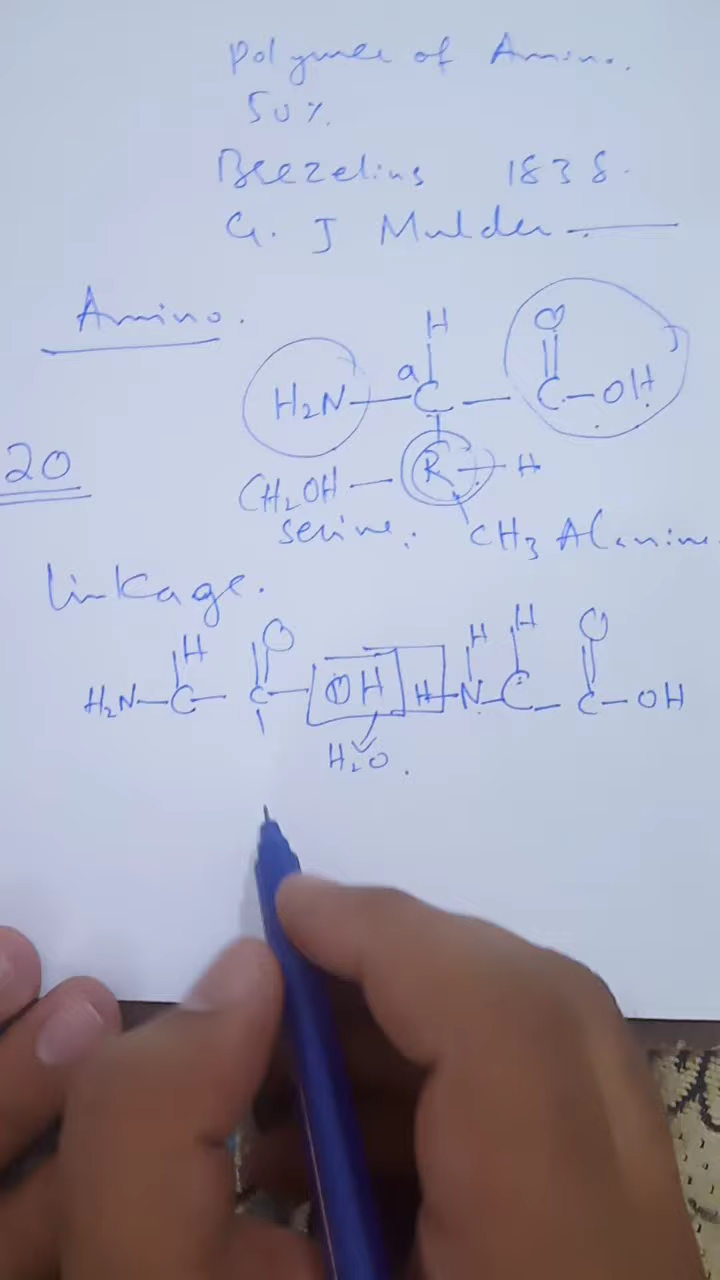 Polymer of Amino.
50%.
Berzelius 1838.
G. J Mulder
Amino.
H O
H₂N—C—C—OH
a
20
CH₂OH—R—H
serine. CH₃ Alanine.
linkage.
H O H H O
H₂N—C—C—OH H—N—C—C—OH
H₂O.